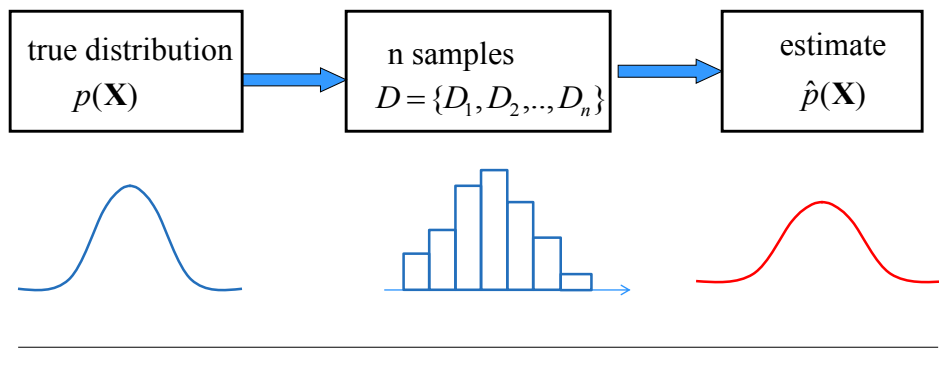 true distribution
p(X)
n samples
D = {D₁, D₂,.., Dₙ}
estimate
p̂(X)